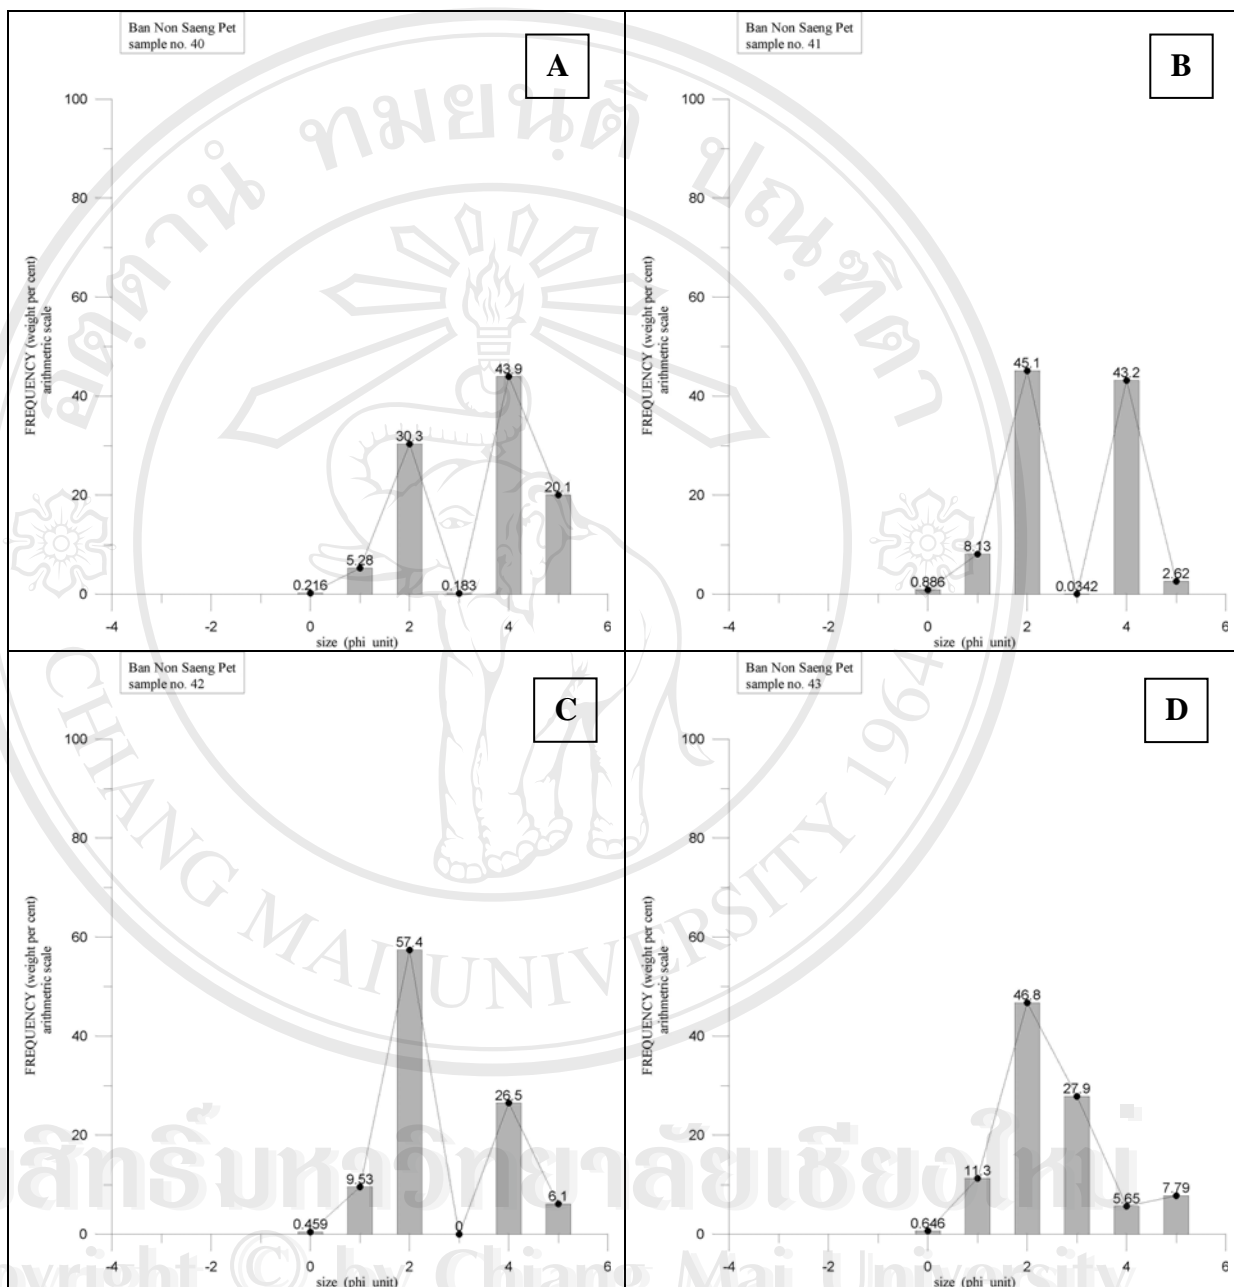 Ban Non Saeng Pet
sample no. 40
A
FREQUENCY (weight per cent)
arithmetric scale
100
80
60
40
20
0
0.216
5.28
30.3
0.183
43.9
20.1
-4 -2 0 2 4 6
size (phi unit)
Ban Non Saeng Pet
sample no. 41
B
FREQUENCY (weight per cent)
arithmetric scale
100
80
60
40
20
0
0.886
8.13
45.1
0.0342
43.2
2.62
-4 -2 0 2 4 6
size (phi unit)
Ban Non Saeng Pet
sample no. 42
C
FREQUENCY (weight per cent)
arithmetric scale
100
80
60
40
20
0
0.459
9.53
57.4
0
26.5
6.1
-4 -2 0 2 4 6
size (phi unit)
Ban Non Saeng Pet
sample no. 43
D
FREQUENCY (weight per cent)
arithmetric scale
100
80
60
40
20
0
0.646
11.3
46.8
27.9
5.65
7.79
-4 -2 0 2 4 6
size (phi unit)
CHIANG MAI UNIVERSITY 1964
© by Chiang Mai University